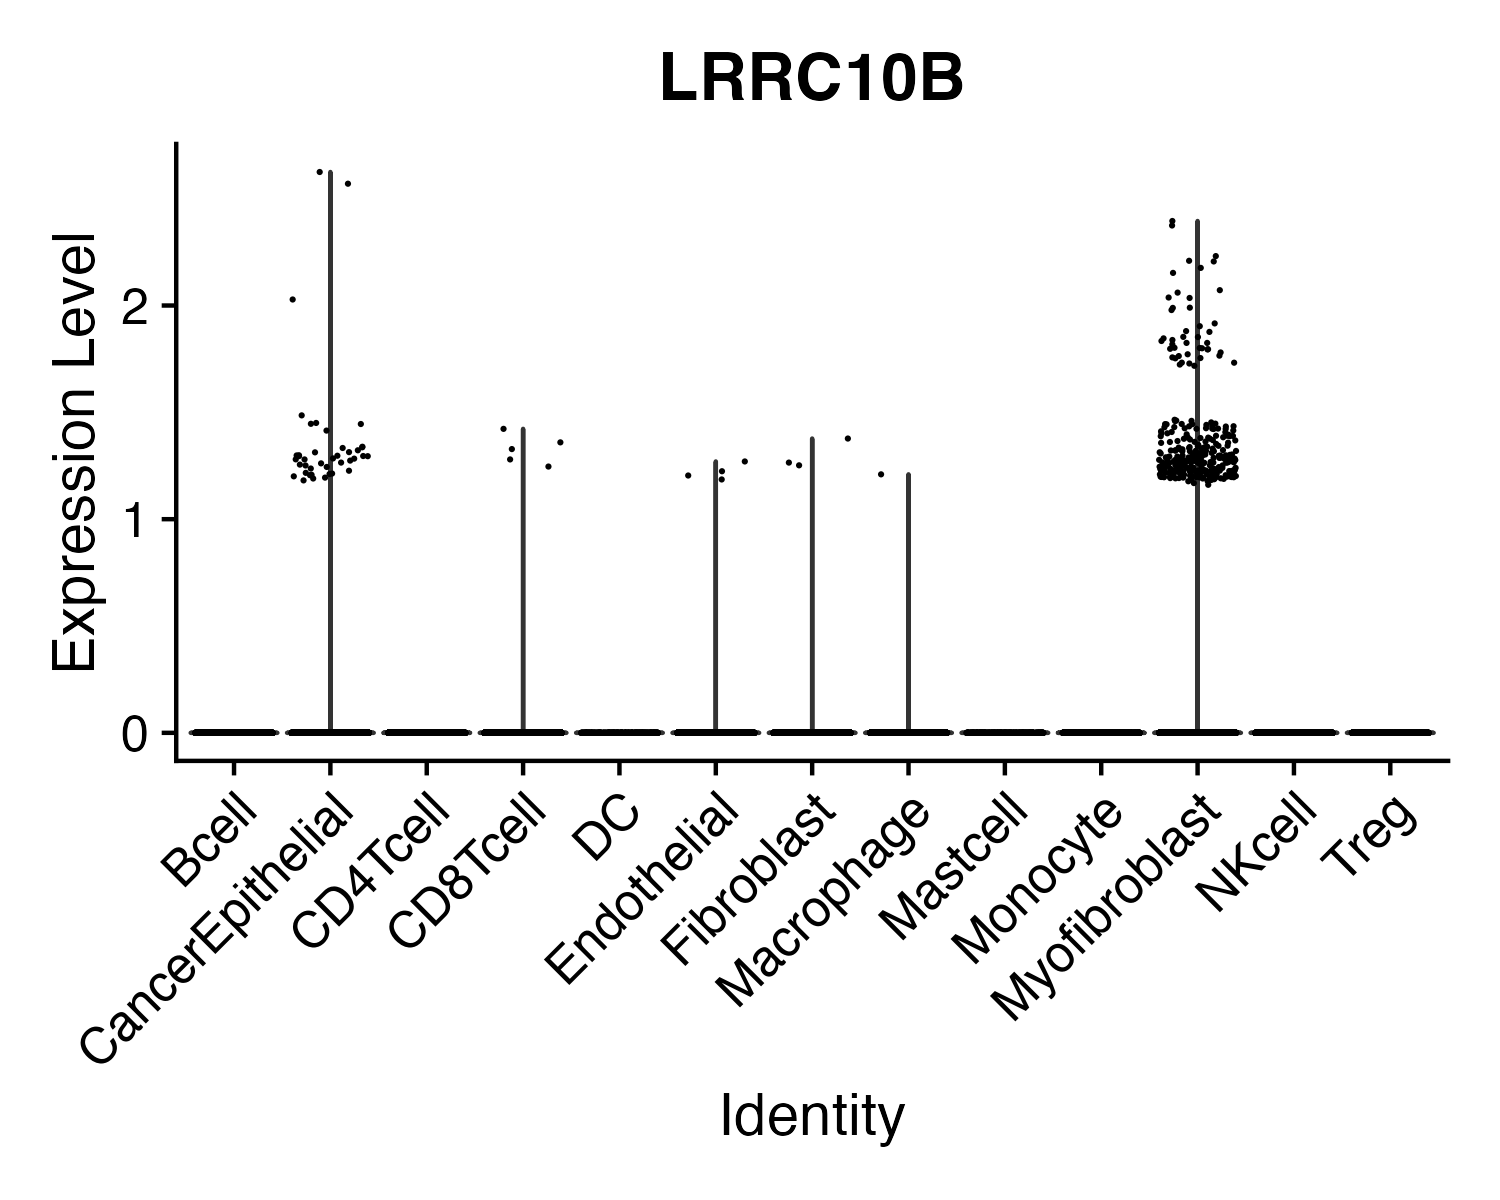 LRRC10B
Expression Level
2
1
0
Bcell
CancerEpithelial
CD4Tcell
CD8Tcell
DC
Endothelial
Fibroblast
Macrophage
Mastcell
Monocyte
Myofibroblast
NKcell
Treg
Identity